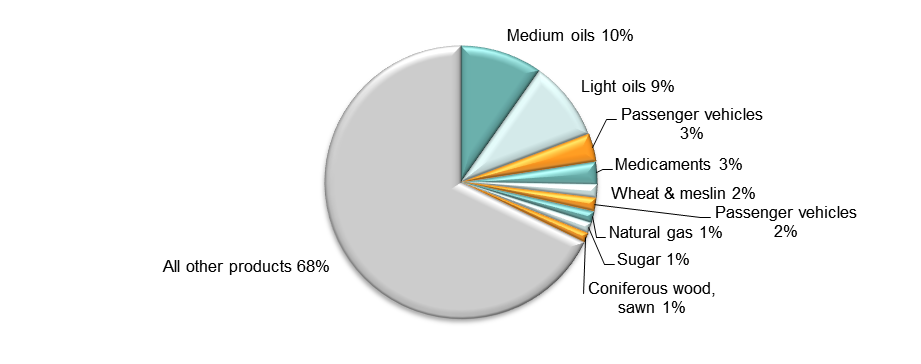 Medium oils 10%
Light oils 9%
Passenger vehicles
3%
Medicaments 3%
Wheat & meslin 2%
Passenger vehicles
2%
Natural gas 1%
Sugar 1%
Coniferous wood,
sawn 1%
All other products 68%